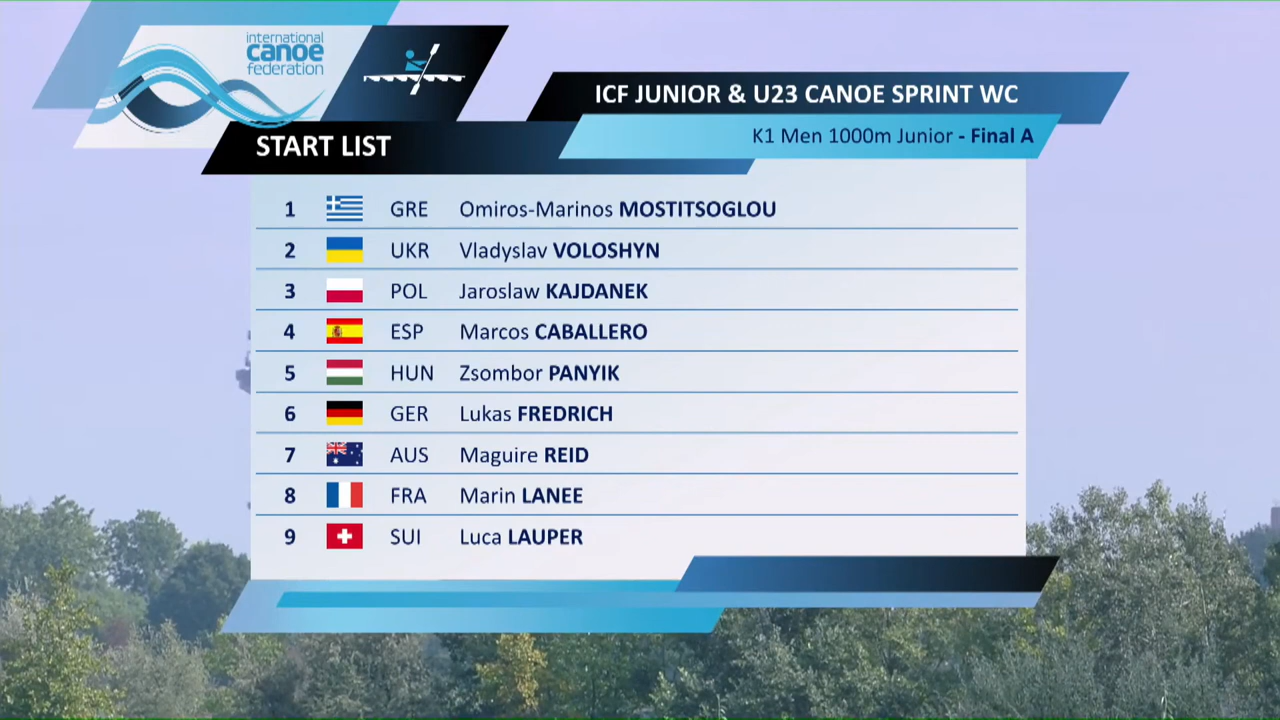 international
canoe
federation
ICF JUNIOR & U23 CANOE SPRINT WC
K1 Men 1000m Junior - Final A
START LIST
1 GRE Omiros-Marinos MOSTITSOGLOU
2 UKR Vladyslav VOLOSHYN
3 POL Jaroslaw KAJDANEK
4 ESP Marcos CABALLERO
5 HUN Zsombor PANYIK
6 GER Lukas FREDRICH
7 AUS Maguire REID
8 FRA Marin LANEE
9 SUI Luca LAUPER